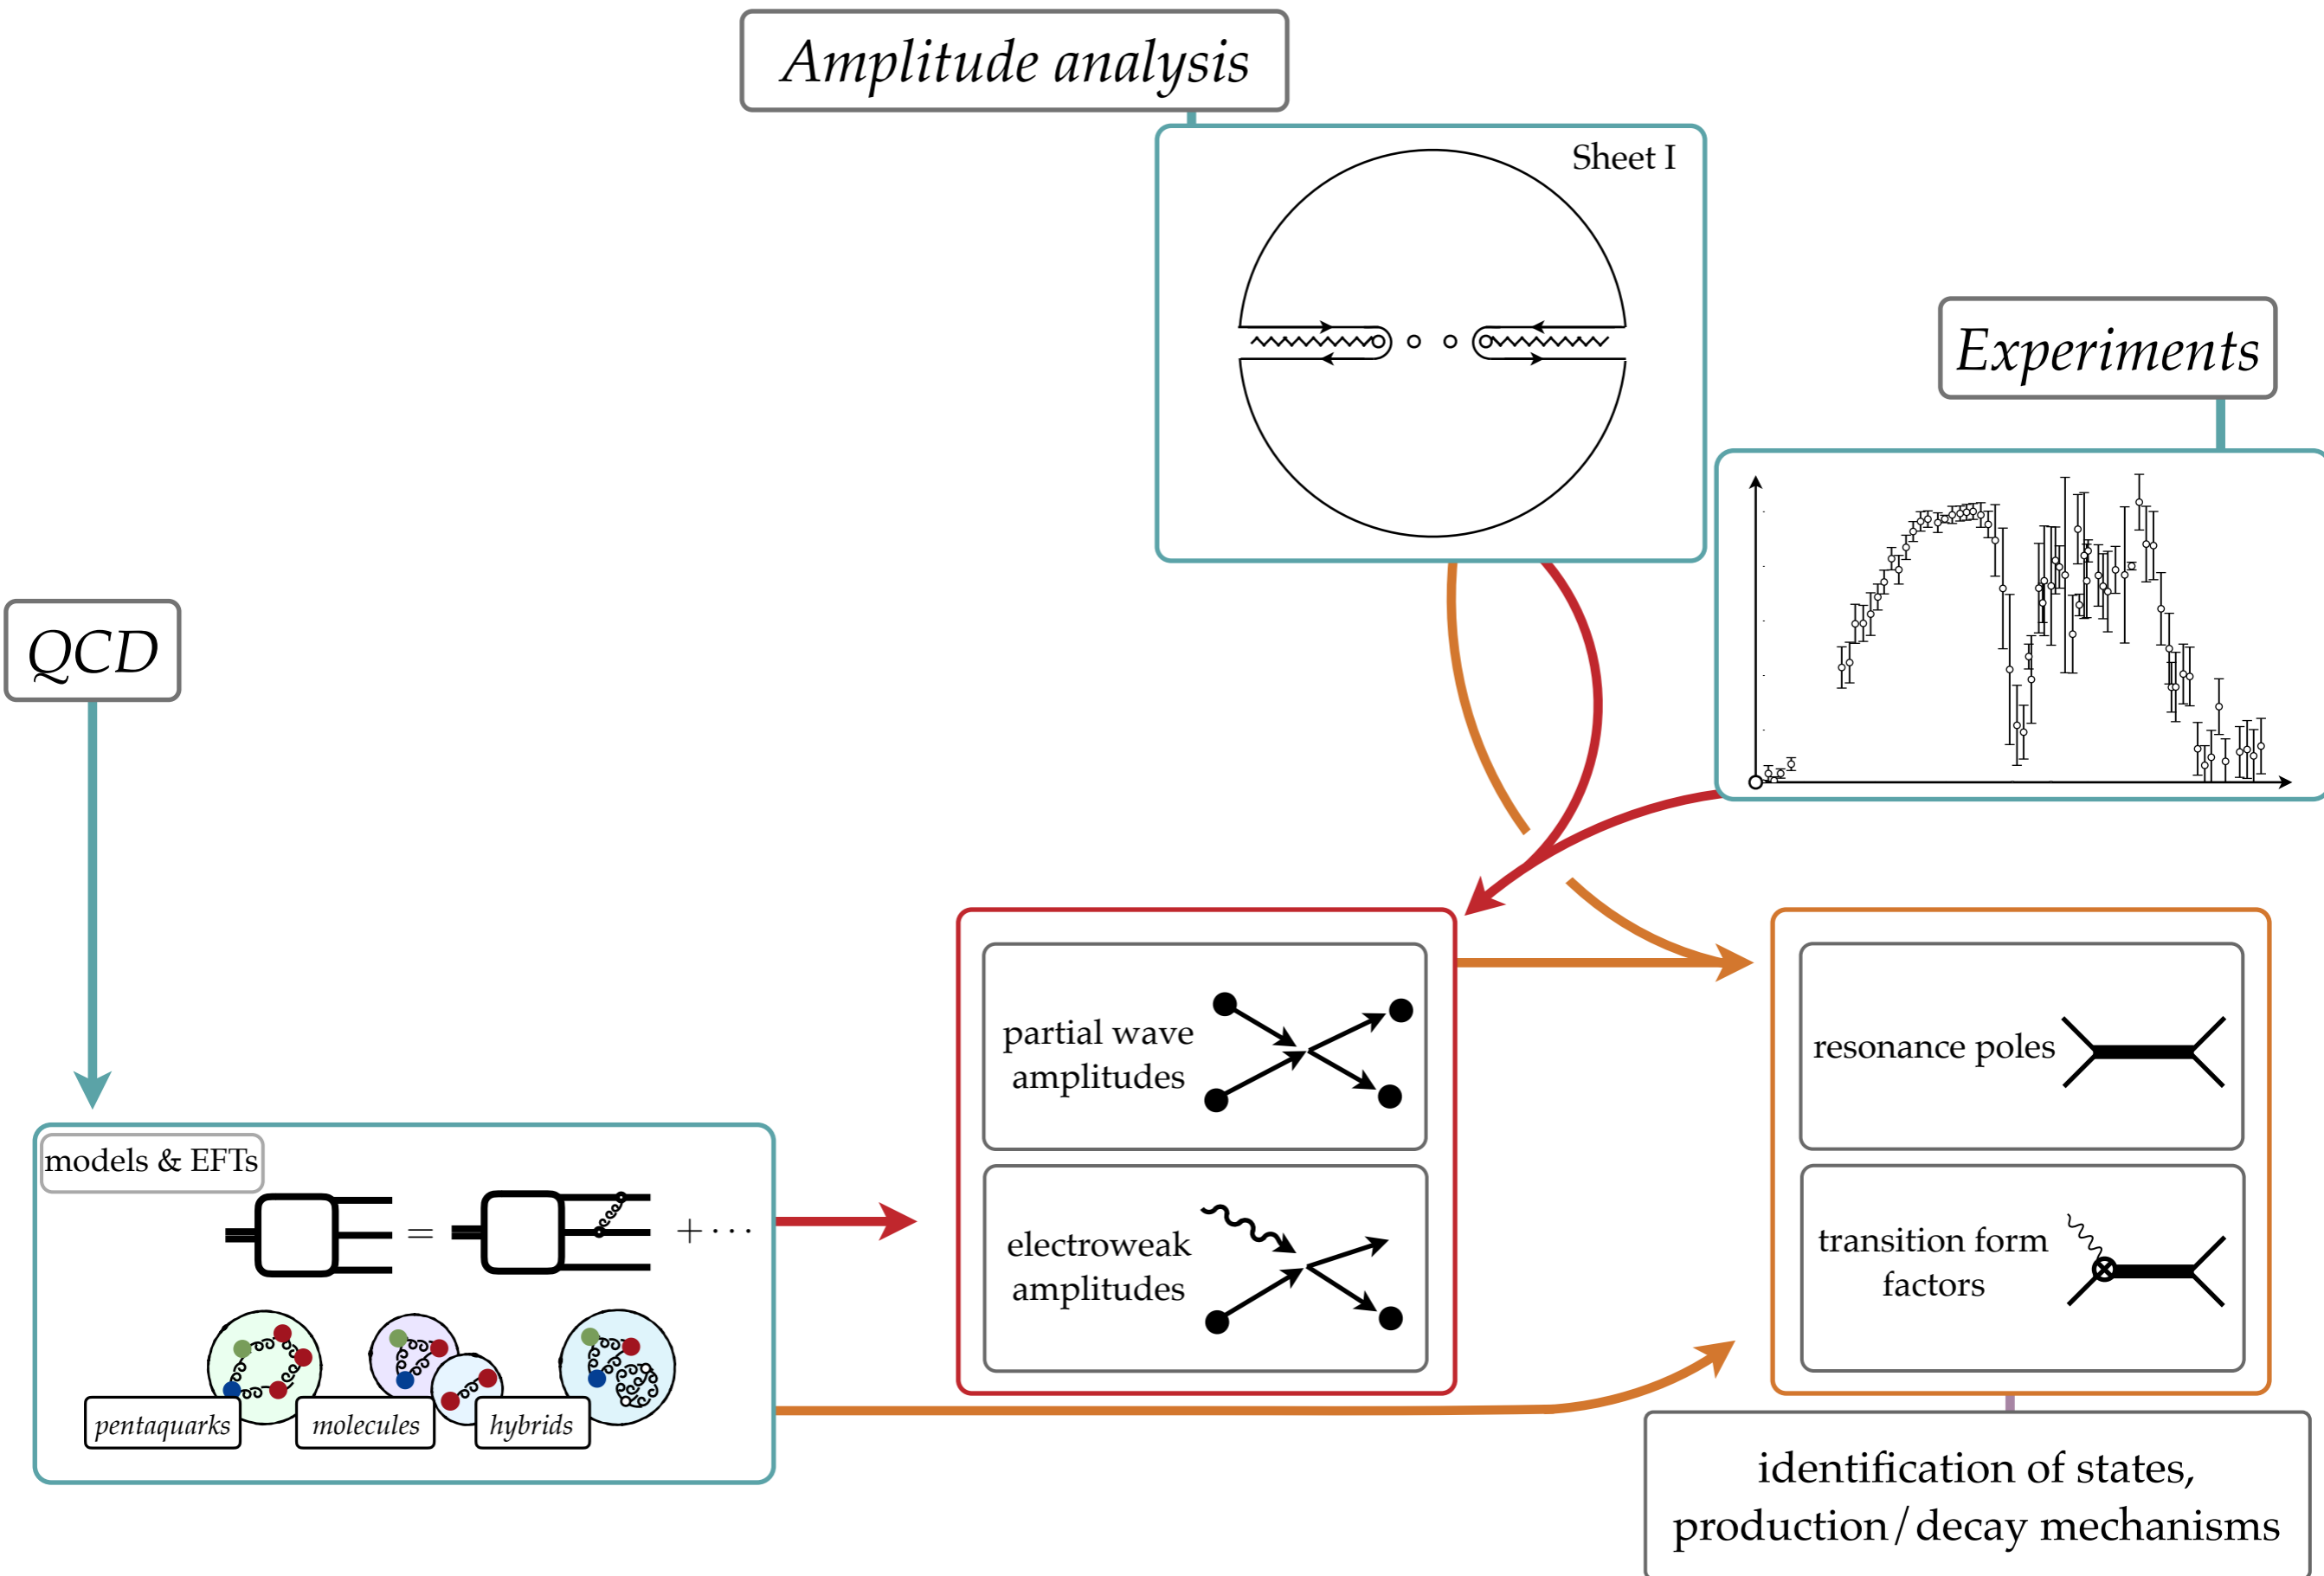 Amplitude analysis
Sheet I
Experiments
QCD
models & EFTs
= + · · ·
pentaquarks
molecules
hybrids
partial wave
amplitudes
electroweak
amplitudes
resonance poles
transition form
factors
identification of states,
production/decay mechanisms